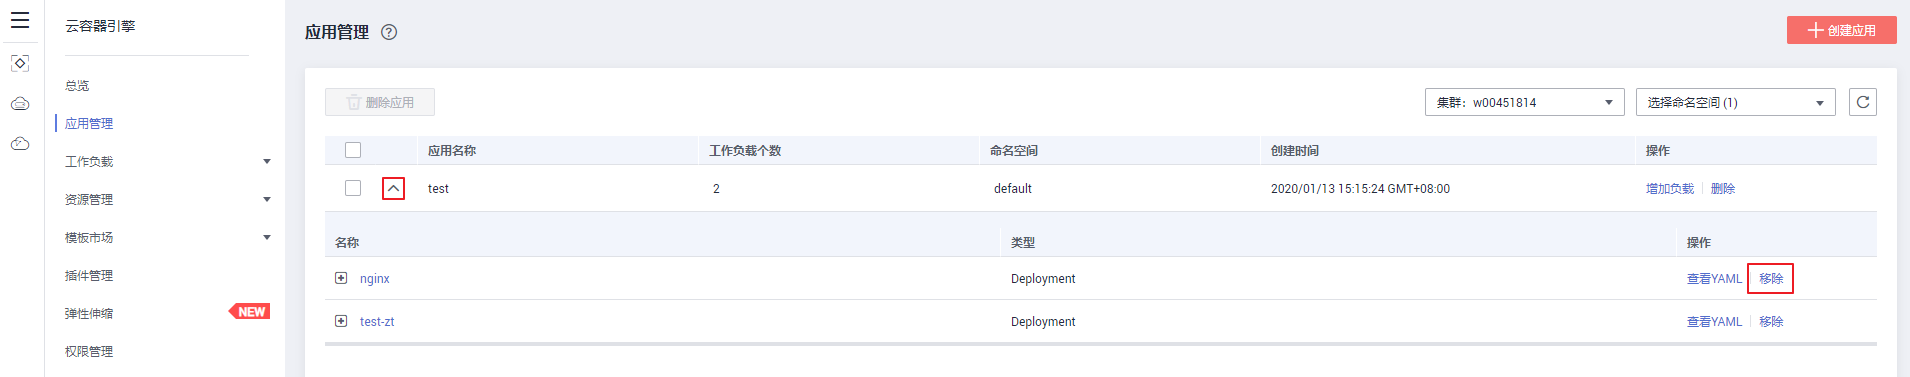 云容器引擎
总览
应用管理
工作负载
资源管理
模板市场
插件管理
弹性伸缩 NEW
权限管理
应用管理 ?
创建应用
删除应用 集群：w00451814 选择命名空间 (1)
应用名称 工作负载个数 命名空间 创建时间 操作
test 2 default 2020/01/13 15:15:24 GMT+08:00 增加负载 删除
名称 类型 操作
nginx Deployment 查看YAML 移除
test-zt Deployment 查看YAML 移除